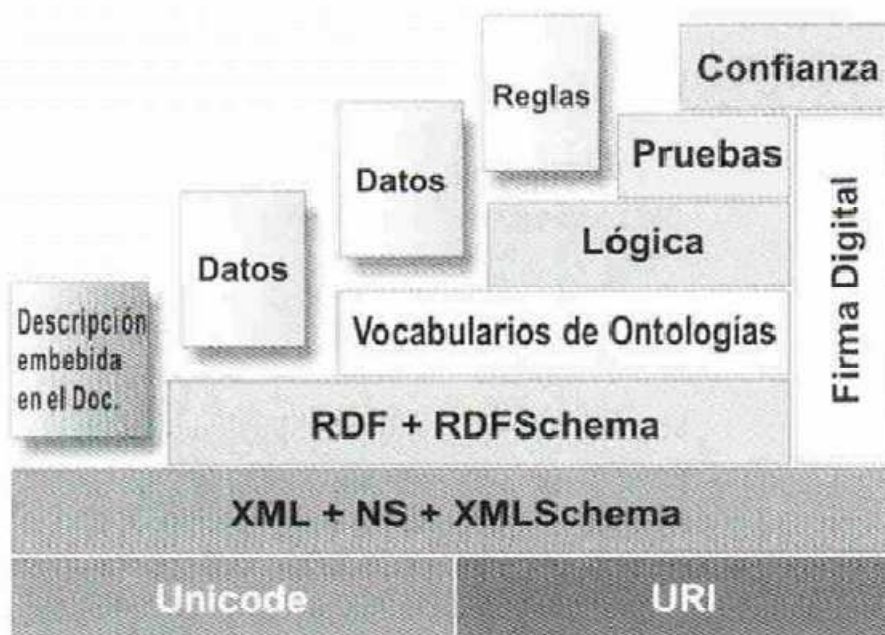 Confianza
Reglas
Pruebas
Datos
Lógica
Datos
Firma Digital
Descripción
embebida
en el Doc.
Vocabularios de Ontologías
RDF + RDFSchema
XML + NS + XMLSchema
Unicode
URI